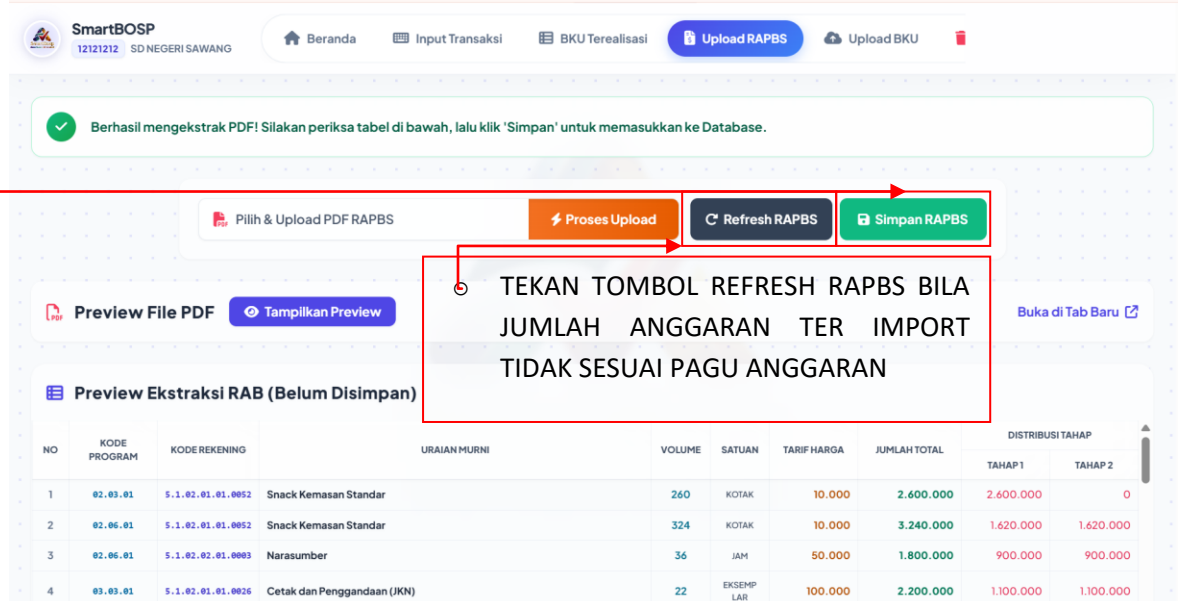 SmartBOSP
12121212 SD NEGERI SAWANG
Beranda
Input Transaksi
BKU Terealisasi
Upload RAPBS
Upload BKU
Berhasil mengekstrak PDF! Silakan periksa tabel di bawah, lalu klik 'Simpan' untuk memasukkan ke Database.
PDF Pilih & Upload PDF RAPBS
Proses Upload
Refresh RAPBS
Simpan RAPBS
TEKAN TOMBOL REFRESH RAPBS BILA
JUMLAH ANGGARAN TER IMPORT
TIDAK SESUAI PAGU ANGGARAN
PDF Preview File PDF
Tampilkan Preview
Buka di Tab Baru
Preview Ekstraksi RAB (Belum Disimpan)
NO KODE PROGRAM KODE REKENING URAIAN MURNI VOLUME SATUAN TARIF HARGA JUMLAH TOTAL DISTRIBUSI TAHAP
TAHAP 1 TAHAP 2
1 02.03.01 5.1.02.01.01.0052 Snack Kemasan Standar 260 KOTAK 10.000 2.600.000 2.600.000 0
2 02.06.01 5.1.02.01.01.0052 Snack Kemasan Standar 324 KOTAK 10.000 3.240.000 1.620.000 1.620.000
3 02.06.01 5.1.02.02.01.0003 Narasumber 36 JAM 50.000 1.800.000 900.000 900.000
4 03.03.01 5.1.02.01.01.0026 Cetak dan Penggandaan (JKN) 22 EKSEMP LAR 100.000 2.200.000 1.100.000 1.100.000